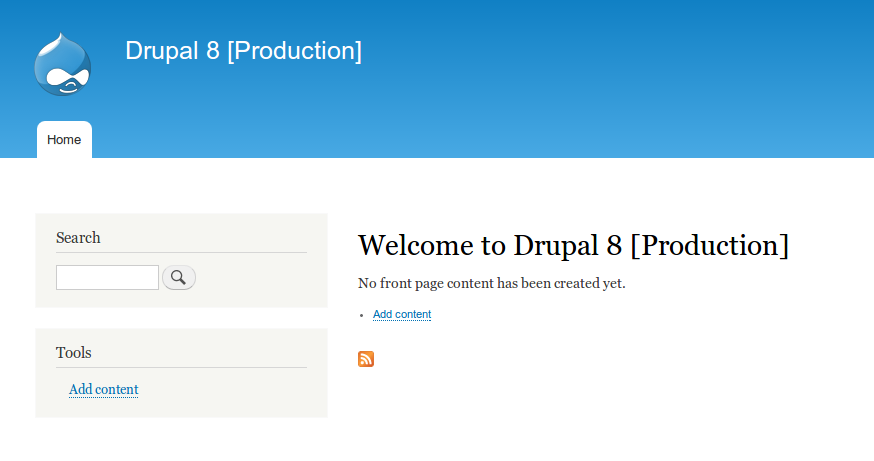 Drupal 8 [Production]
Home
Search
Tools
Add content
Welcome to Drupal 8 [Production]
No front page content has been created yet.
Add content